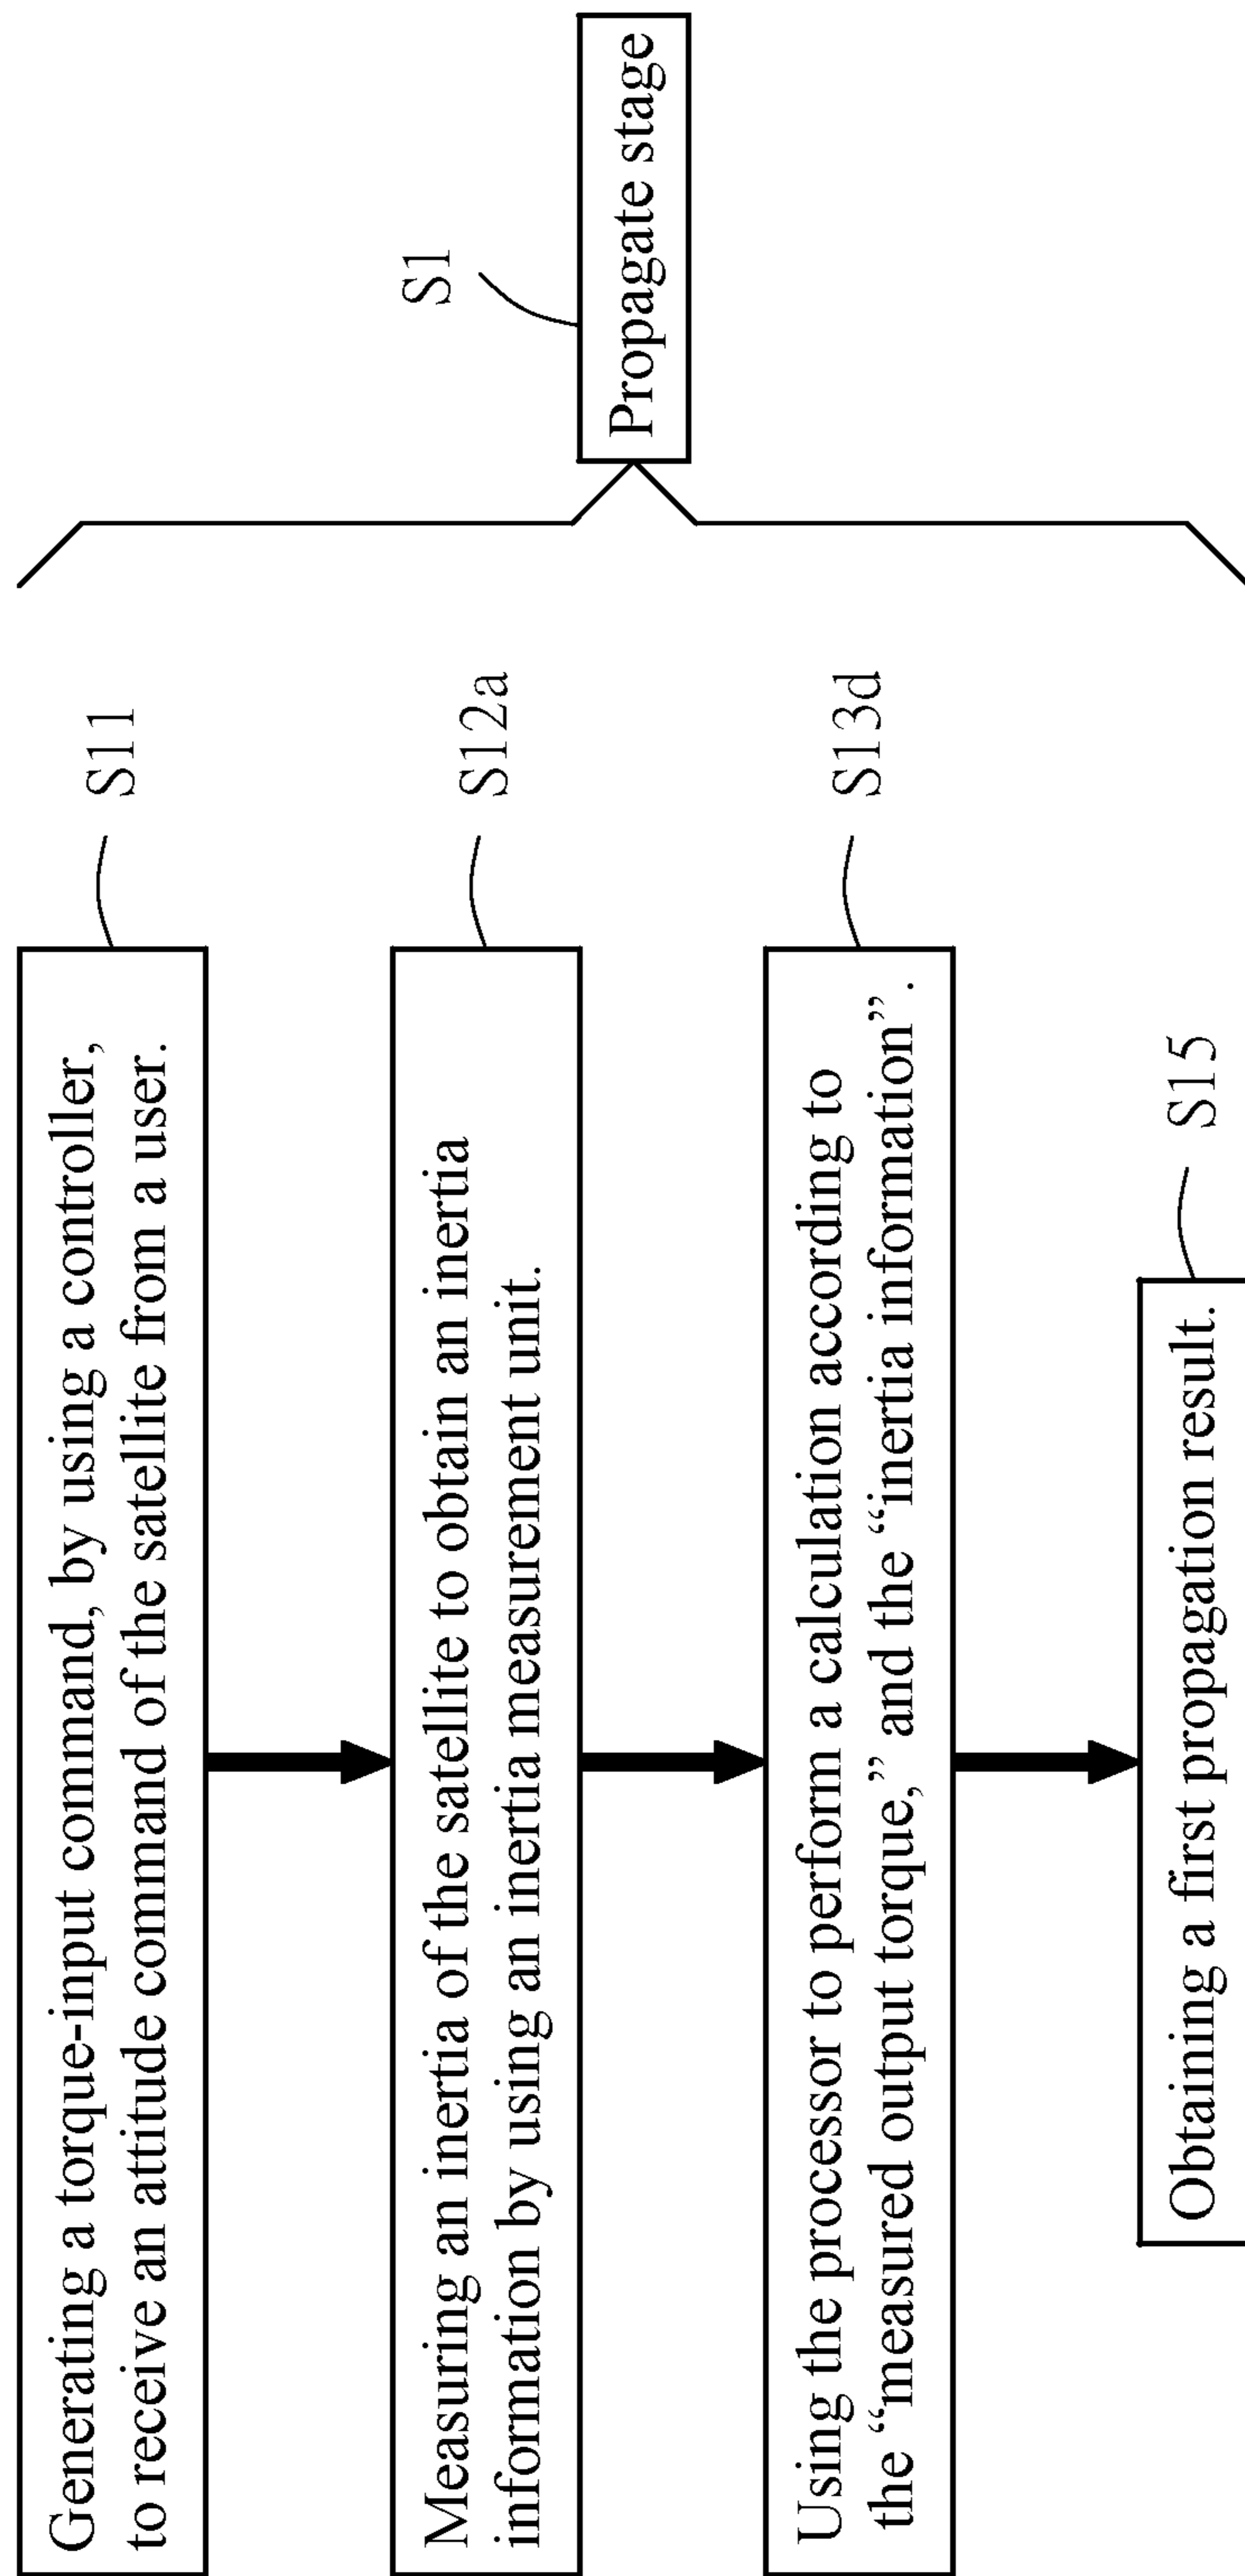 Generating a torque-input command, by using a controller,
to receive an attitude command of the satellite from a user.
S11
Measuring an inertia of the satellite to obtain an inertia
information by using an inertia measurement unit.
S12a
Using the processor to perform a calculation according to
the “measured output torque,” and the “inertia information”.
S13d
Obtaining a first propagation result.
S15
S1
Propagate stage